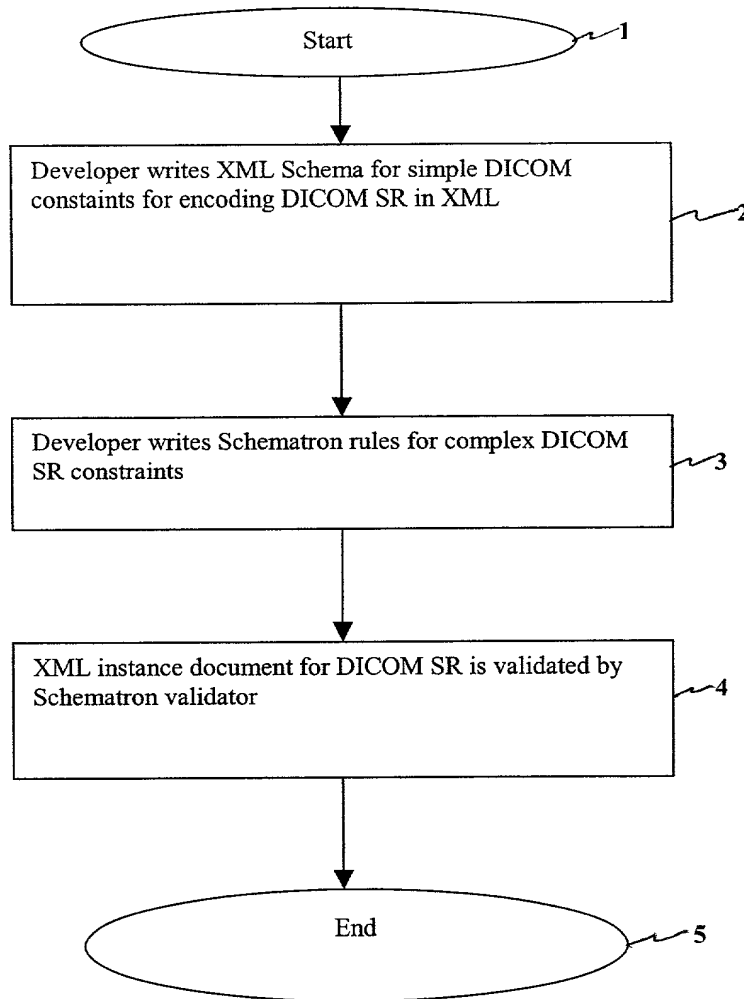 Start
1
Developer writes XML Schema for simple DICOM
constaints for encoding DICOM SR in XML
2
Developer writes Schematron rules for complex DICOM
SR constraints
3
XML instance document for DICOM SR is validated by
Schematron validator
4
End
5